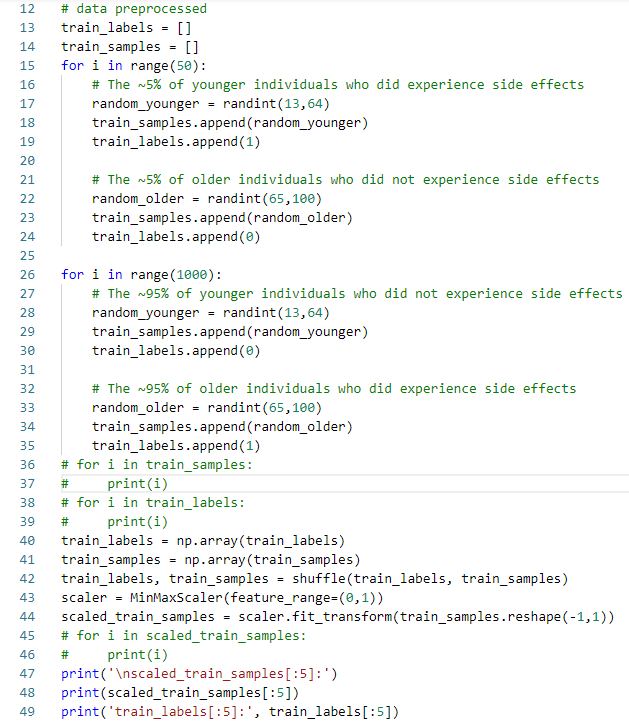 12 # data preprocessed
13 train_labels = []
14 train_samples = []
15 for i in range(50):
16     # The ~5% of younger individuals who did experience side effects
17     random_younger = randint(13,64)
18     train_samples.append(random_younger)
19     train_labels.append(1)
20
21     # The ~5% of older individuals who did not experience side effects
22     random_older = randint(65,100)
23     train_samples.append(random_older)
24     train_labels.append(0)
25
26 for i in range(1000):
27     # The ~95% of younger individuals who did not experience side effects
28     random_younger = randint(13,64)
29     train_samples.append(random_younger)
30     train_labels.append(0)
31
32     # The ~95% of older individuals who did experience side effects
33     random_older = randint(65,100)
34     train_samples.append(random_older)
35     train_labels.append(1)
36 # for i in train_samples:
37 #     print(i)
38 # for i in train_labels:
39 #     print(i)
40 train_labels = np.array(train_labels)
41 train_samples = np.array(train_samples)
42 train_labels, train_samples = shuffle(train_labels, train_samples)
43 scaler = MinMaxScaler(feature_range=(0,1))
44 scaled_train_samples = scaler.fit_transform(train_samples.reshape(-1,1))
45 # for i in scaled_train_samples:
46 #     print(i)
47 print('\nscaled_train_samples[:5]:')
48 print(scaled_train_samples[:5])
49 print('train_labels[:5]:', train_labels[:5])